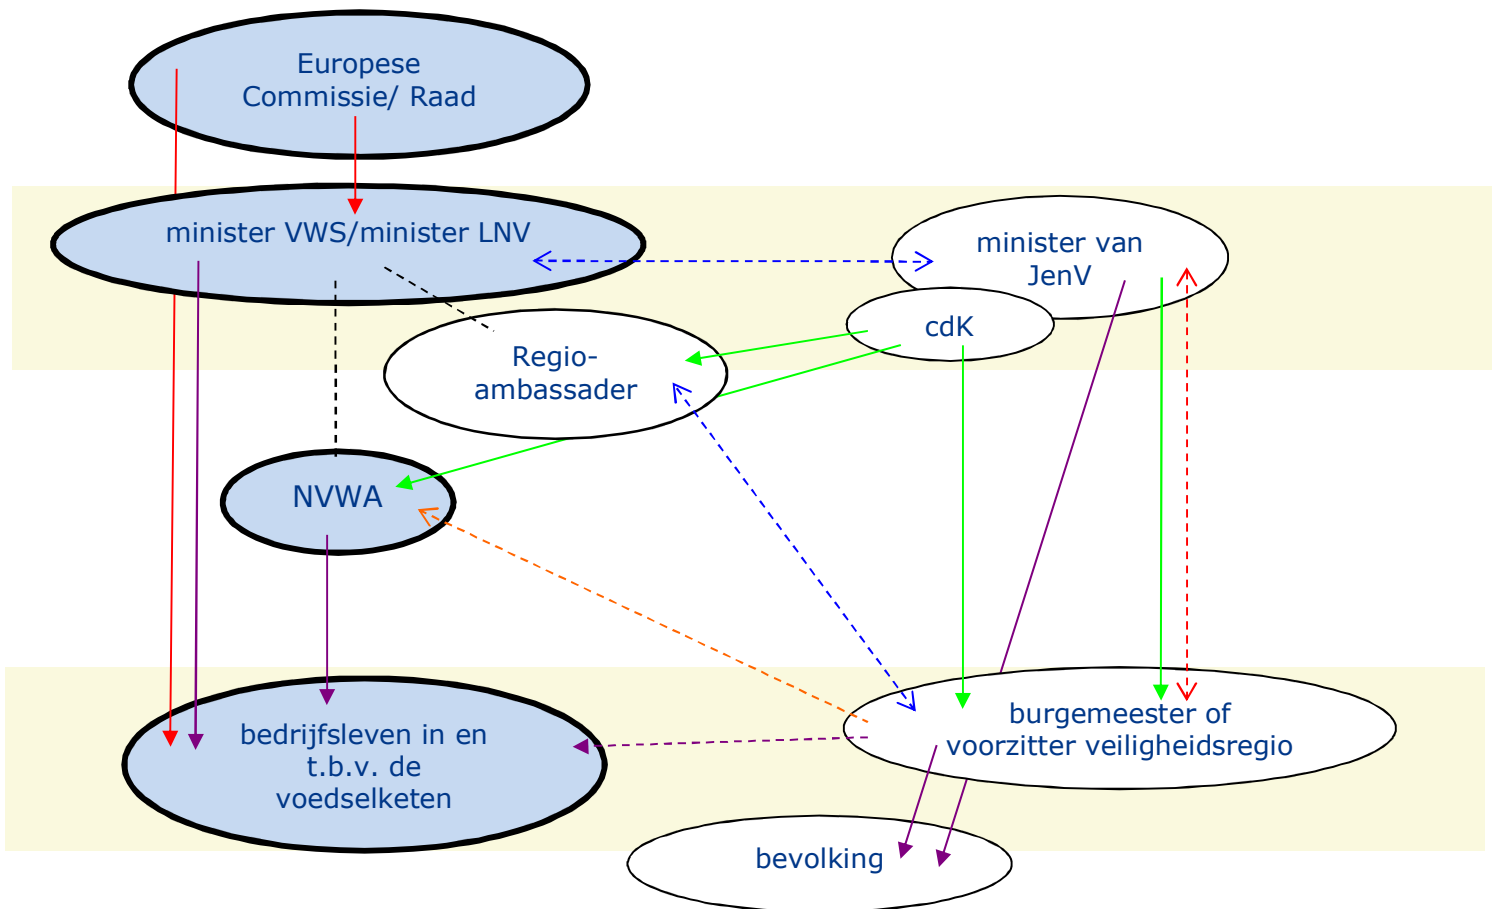 Europese
Commissie/ Raad
minister VWS/minister LNV
minister van
JenV
cdK
Regio-
ambassader
NVWA
burgemeester of
voorzitter veiligheidsregio
bedrijfsleven in en
t.b.v. de
voedselketen
bevolking